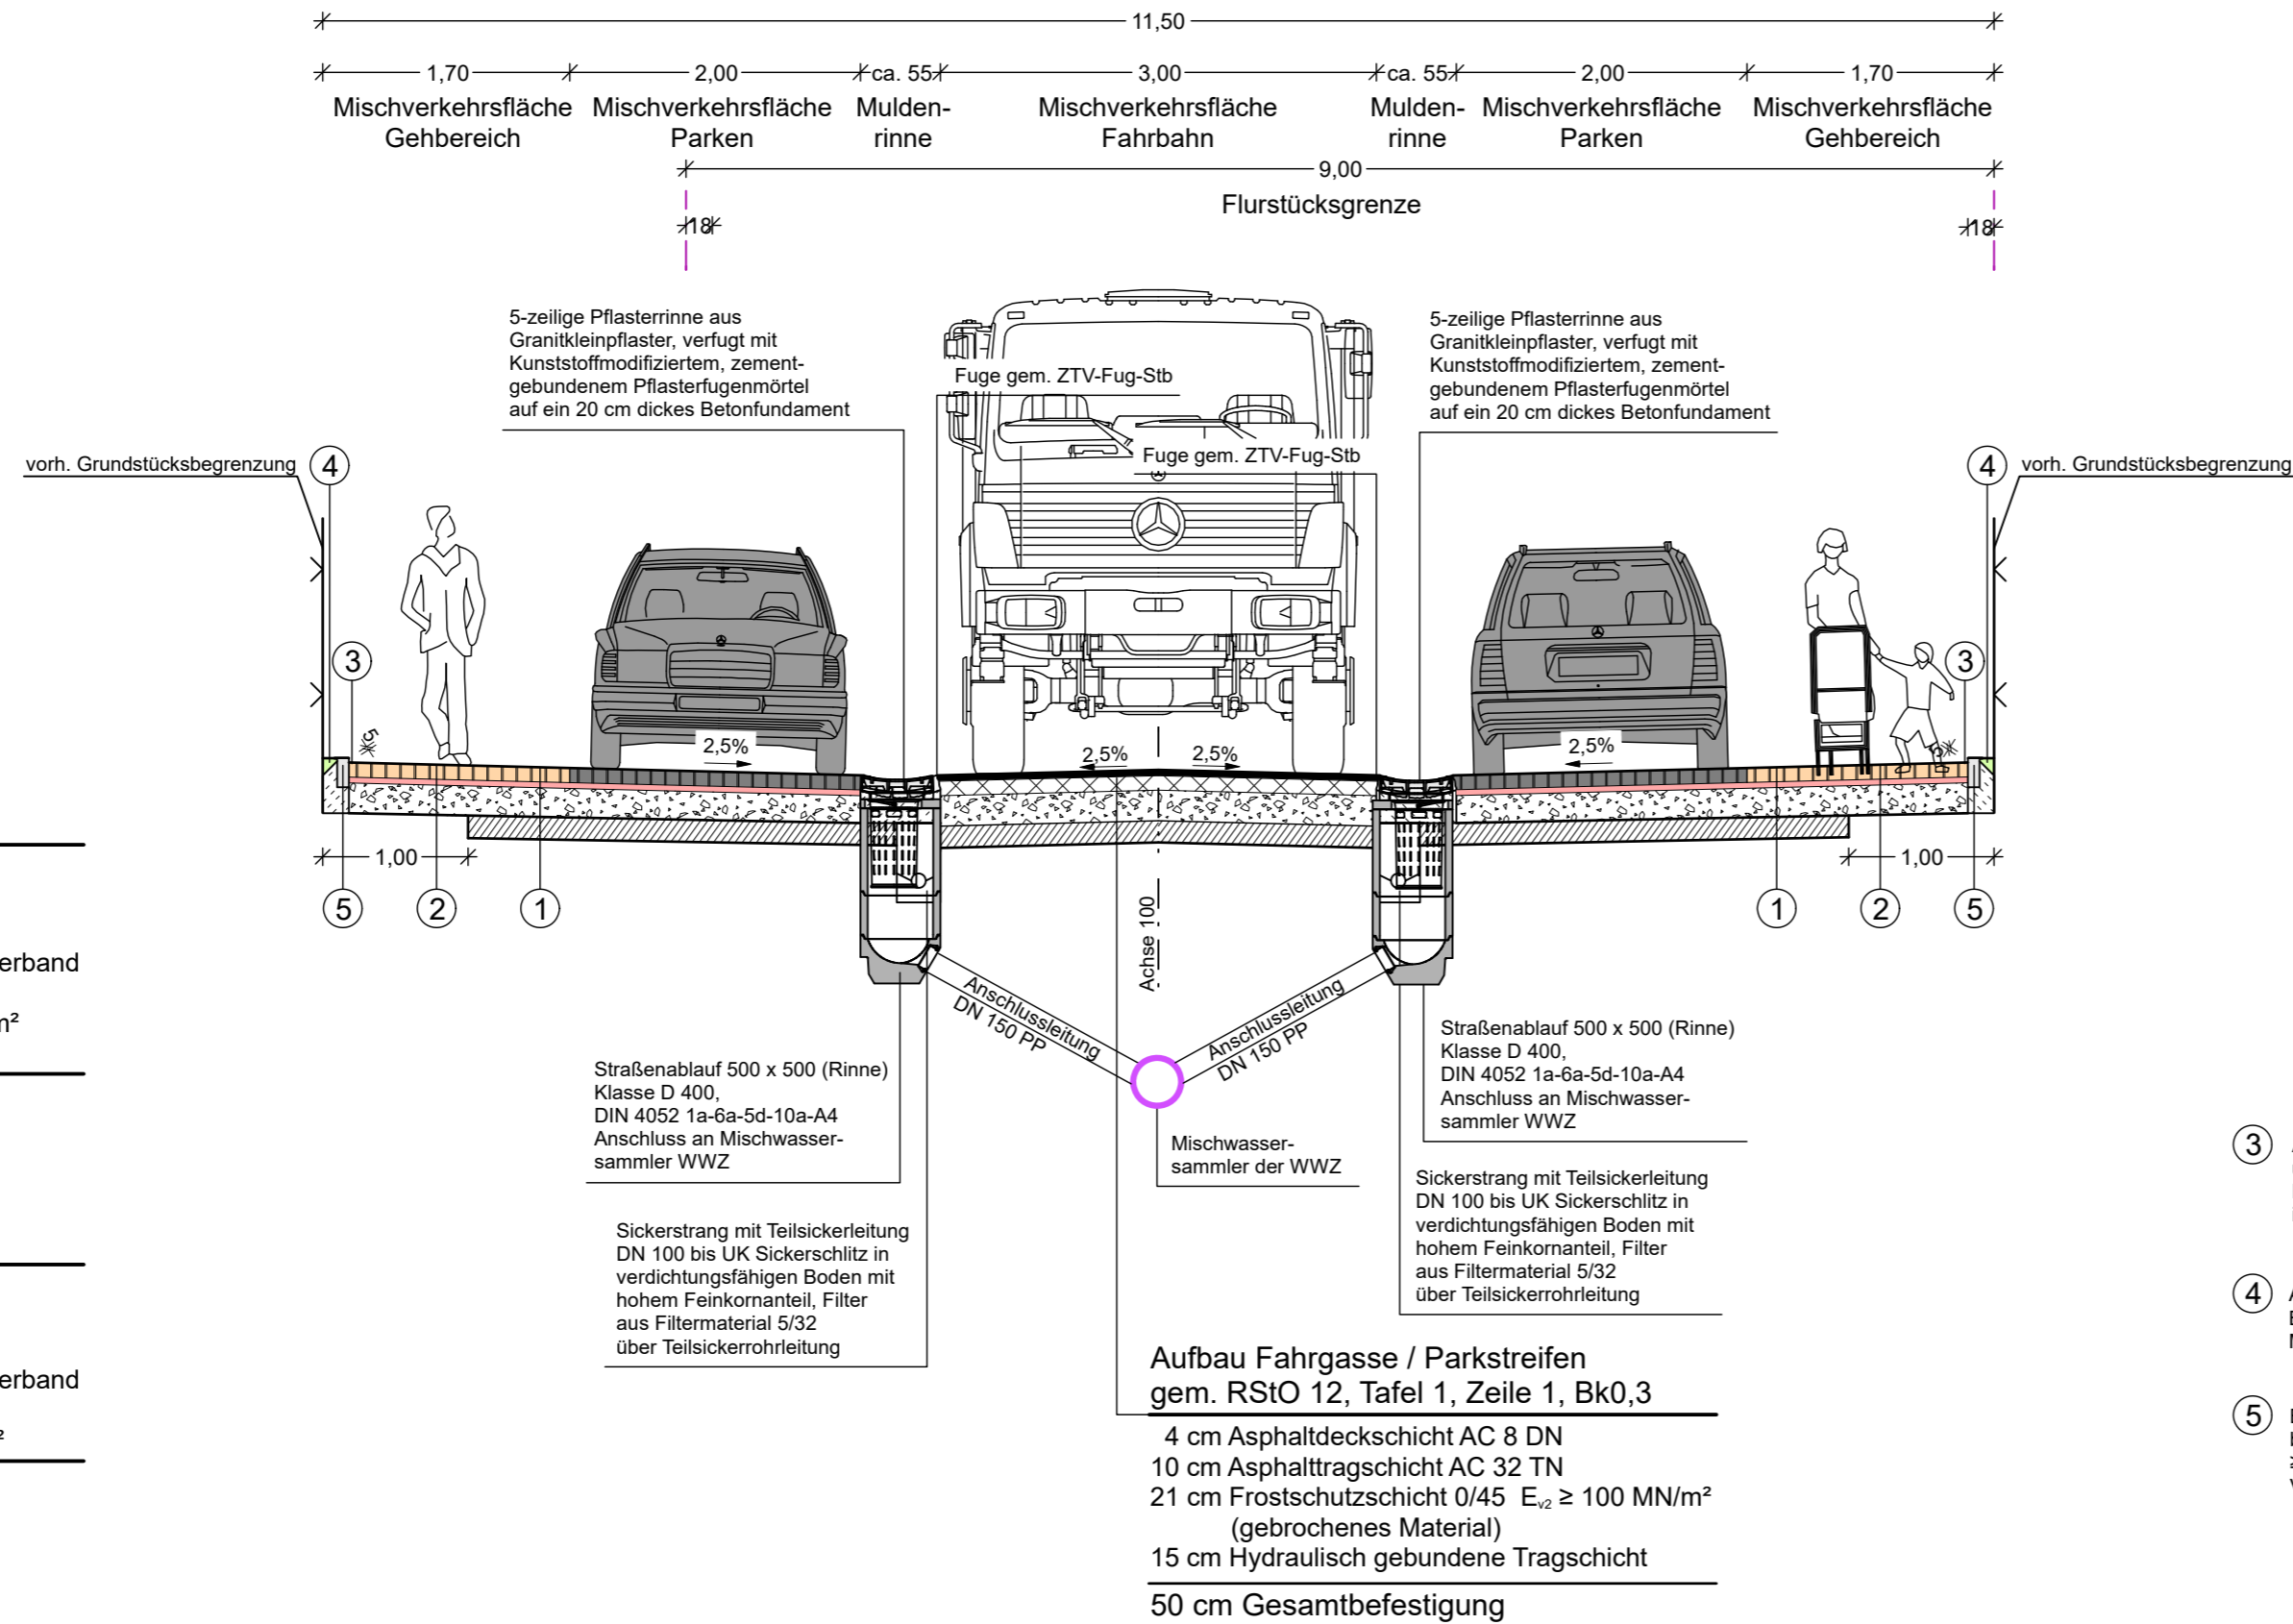 11,50
1,70 2,00 ca. 55 3,00 ca. 55 2,00 1,70
Mischverkehrsfläche Mischverkehrsfläche Mulden- Mischverkehrsfläche Mulden- Mischverkehrsfläche Mischverkehrsfläche
Gehbereich Parken rinne Fahrbahn rinne Parken Gehbereich
9,00
Flurstücksgrenze
18 18
5-zeilige Pflasterrinne aus
Granitkleinpflaster, verfugt mit
Kunststoffmodifiziertem, zement-
gebundenem Pflasterfugenmörtel
auf ein 20 cm dickes Betonfundament
Fuge gem. ZTV-Fug-Stb
Fuge gem. ZTV-Fug-Stb
5-zeilige Pflasterrinne aus
Granitkleinpflaster, verfugt mit
Kunststoffmodifiziertem, zement-
gebundenem Pflasterfugenmörtel
auf ein 20 cm dickes Betonfundament
vorh. Grundstücksbegrenzung 4
4 vorh. Grundstücksbegrenzung
3 3
5 5
2,5% 2,5% 2,5% 2,5%
1,00 1,00
5 2 1 1 2 5
Achse 100
Anschlussleitung
DN 150 PP
Anschlussleitung
DN 150 PP
erband
m²
erband
²
Straßenablauf 500 x 500 (Rinne)
Klasse D 400,
DIN 4052 1a-6a-5d-10a-A4
Anschluss an Mischwasser-
sammler WWZ
Mischwasser-
sammler der WWZ
Straßenablauf 500 x 500 (Rinne)
Klasse D 400,
DIN 4052 1a-6a-5d-10a-A4
Anschluss an Mischwasser-
sammler WWZ
Sickerstrang mit Teilsickerleitung
DN 100 bis UK Sickerschlitz in
verdichtungsfähigen Boden mit
hohem Feinkornanteil, Filter
aus Filtermaterial 5/32
über Teilsickerrohrleitung
Sickerstrang mit Teilsickerleitung
DN 100 bis UK Sickerschlitz in
verdichtungsfähigen Boden mit
hohem Feinkornanteil, Filter
aus Filtermaterial 5/32
über Teilsickerrohrleitung
Aufbau Fahrgasse / Parkstreifen
gem. RStO 12, Tafel 1, Zeile 1, Bk0,3
4 cm Asphaltdeckschicht AC 8 DN
10 cm Asphalttragschicht AC 32 TN
21 cm Frostschutzschicht 0/45 Ev2 ≥ 100 MN/m²
(gebrochenes Material)
15 cm Hydraulisch gebundene Tragschicht
50 cm Gesamtbefestigung
3
4
5